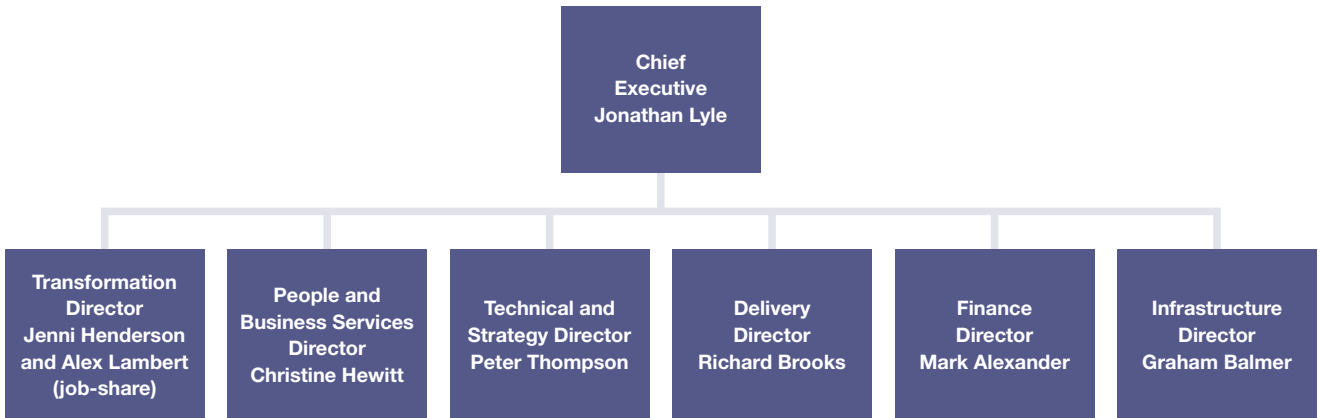 Chief
Executive
Jonathan Lyle
Transformation
Director
Jenni Henderson
and Alex Lambert
(job-share)
People and
Business Services
Director
Christine Hewitt
Technical and
Strategy Director
Peter Thompson
Delivery
Director
Richard Brooks
Finance
Director
Mark Alexander
Infrastructure
Director
Graham Balmer